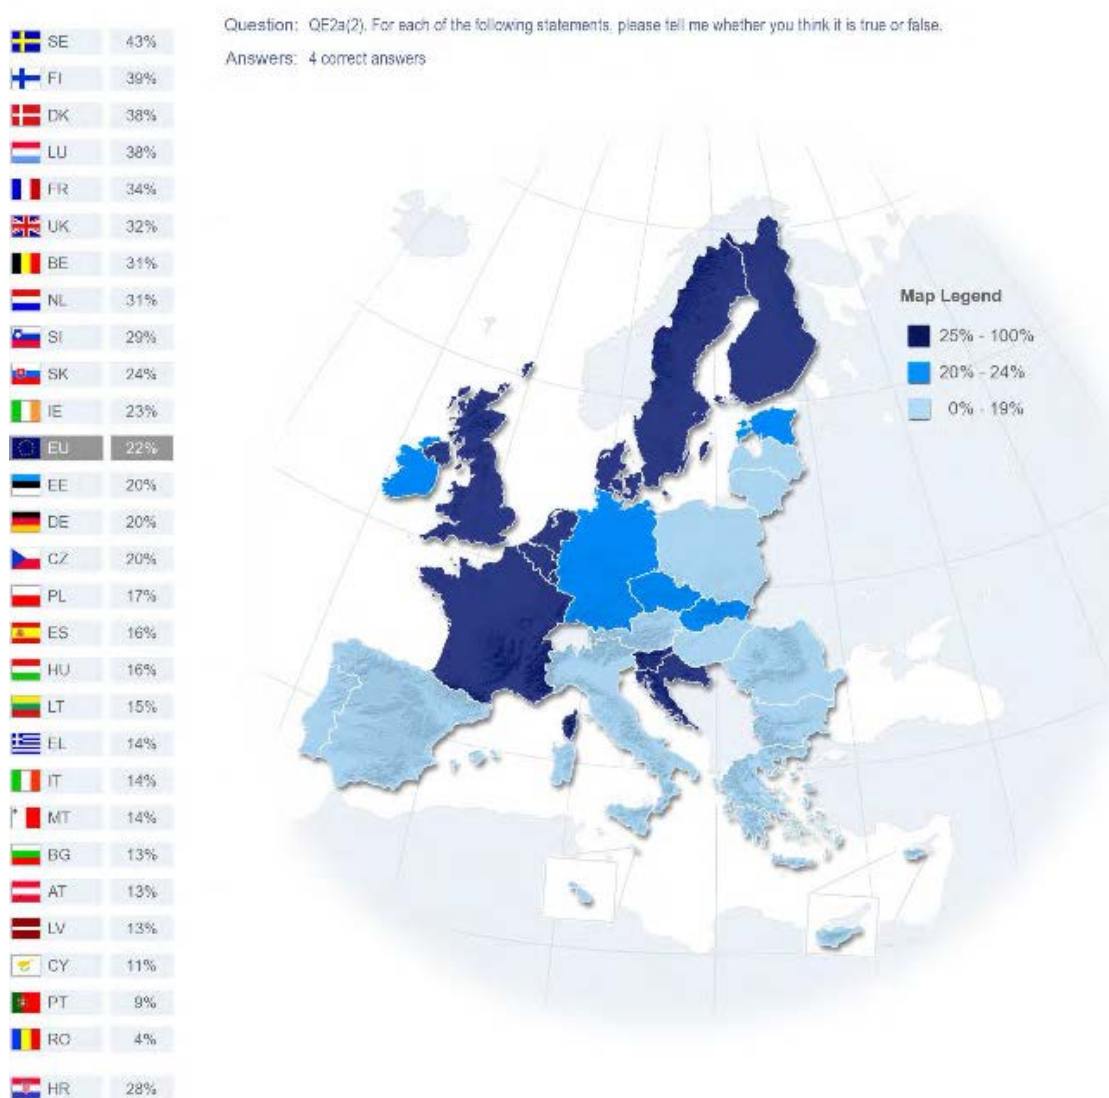 Question: QE2a(2). For each of the following statements, please tell me whether you think it is true or false.
Answers: 4 correct answers
SE 43%
FI 39%
DK 38%
LU 38%
FR 34%
UK 32%
BE 31%
NL 31%
SI 29%
SK 24%
IE 23%
EU 22%
EE 20%
DE 20%
CZ 20%
PL 17%
ES 16%
HU 16%
LT 15%
EL 14%
IT 14%
MT 14%
BG 13%
AT 13%
LV 13%
CY 11%
PT 9%
RO 4%
HR 28%
Map Legend
25% - 100%
20% - 24%
0% - 19%